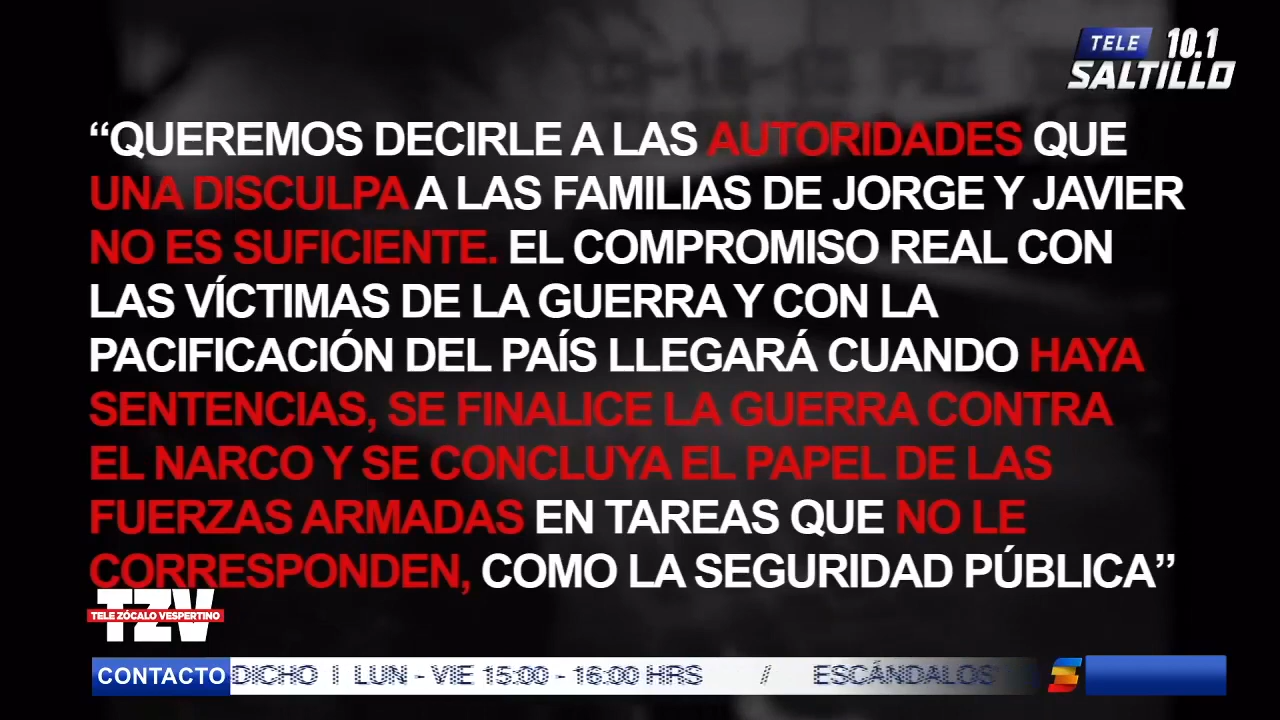 TELE 10.1
SALTILLO
“QUEREMOS DECIRLE A LAS AUTORIDADES QUE
UNA DISCULPA A LAS FAMILIAS DE JORGE Y JAVIER
NO ES SUFICIENTE. EL COMPROMISO REAL CON
LAS VÍCTIMAS DE LA GUERRA Y CON LA
PACIFICACIÓN DEL PAÍS LLEGARÁ CUANDO HAYA
SENTENCIAS, SE FINALICE LA GUERRA CONTRA
EL NARCO Y SE CONCLUYA EL PAPEL DE LAS
FUERZAS ARMADAS EN TAREAS QUE NO LE
CORRESPONDEN, COMO LA SEGURIDAD PÚBLICA”
TZV
TELE ZÓCALO VESPERTINO
CONTACTO DICHO | LUN - VIE 15:00 - 16:00 HRS / ESCÁNDALOS